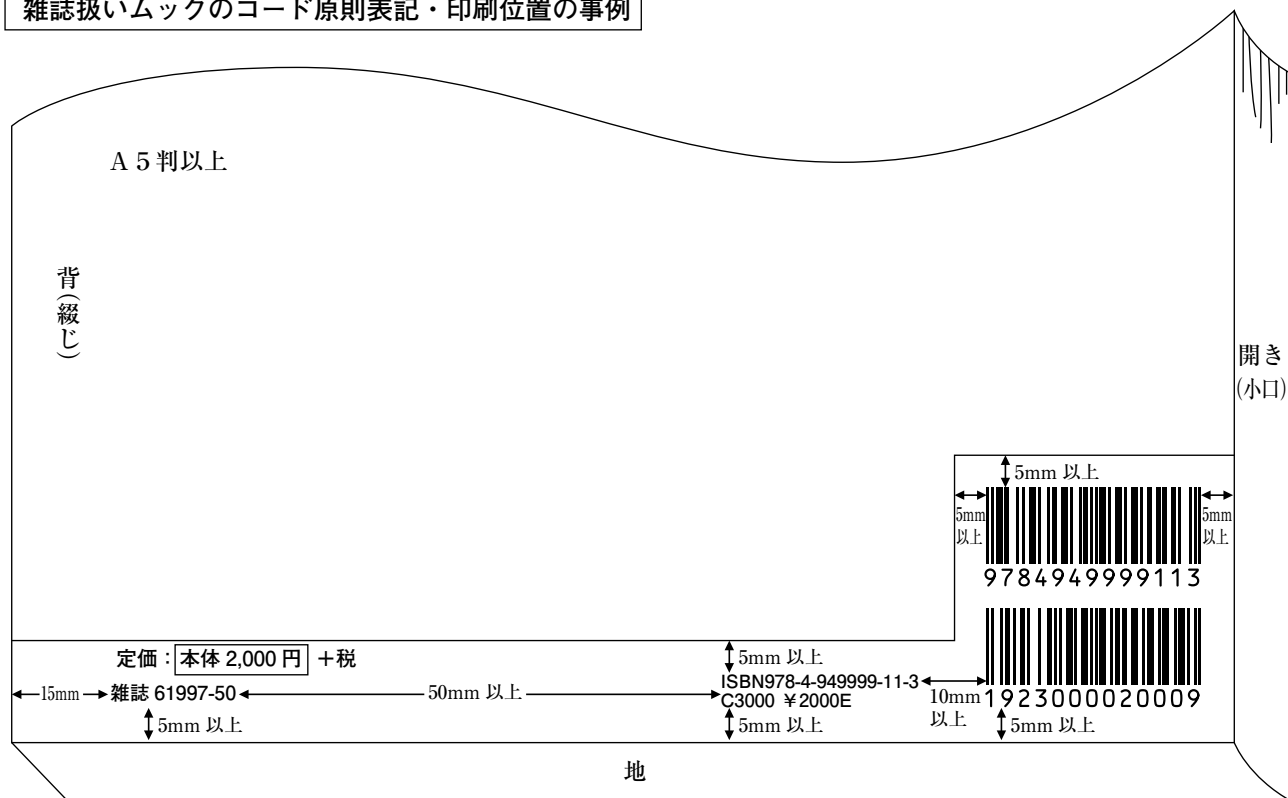 雑誌扱いムックのコード原則表記・印刷位置の事例
A 5判以上
背(綴じ)
開き
(小口)
5mm 以上
5mm
以上
5mm
以上
9784949999113
定価：本体 2,000 円 ＋税
5mm 以上
15mm
雑誌 61997-50
50mm 以上
ISBN978-4-949999-11-3
C3000 ￥2000E
10mm
以上
1923000020009
5mm 以上
5mm 以上
5mm 以上
地